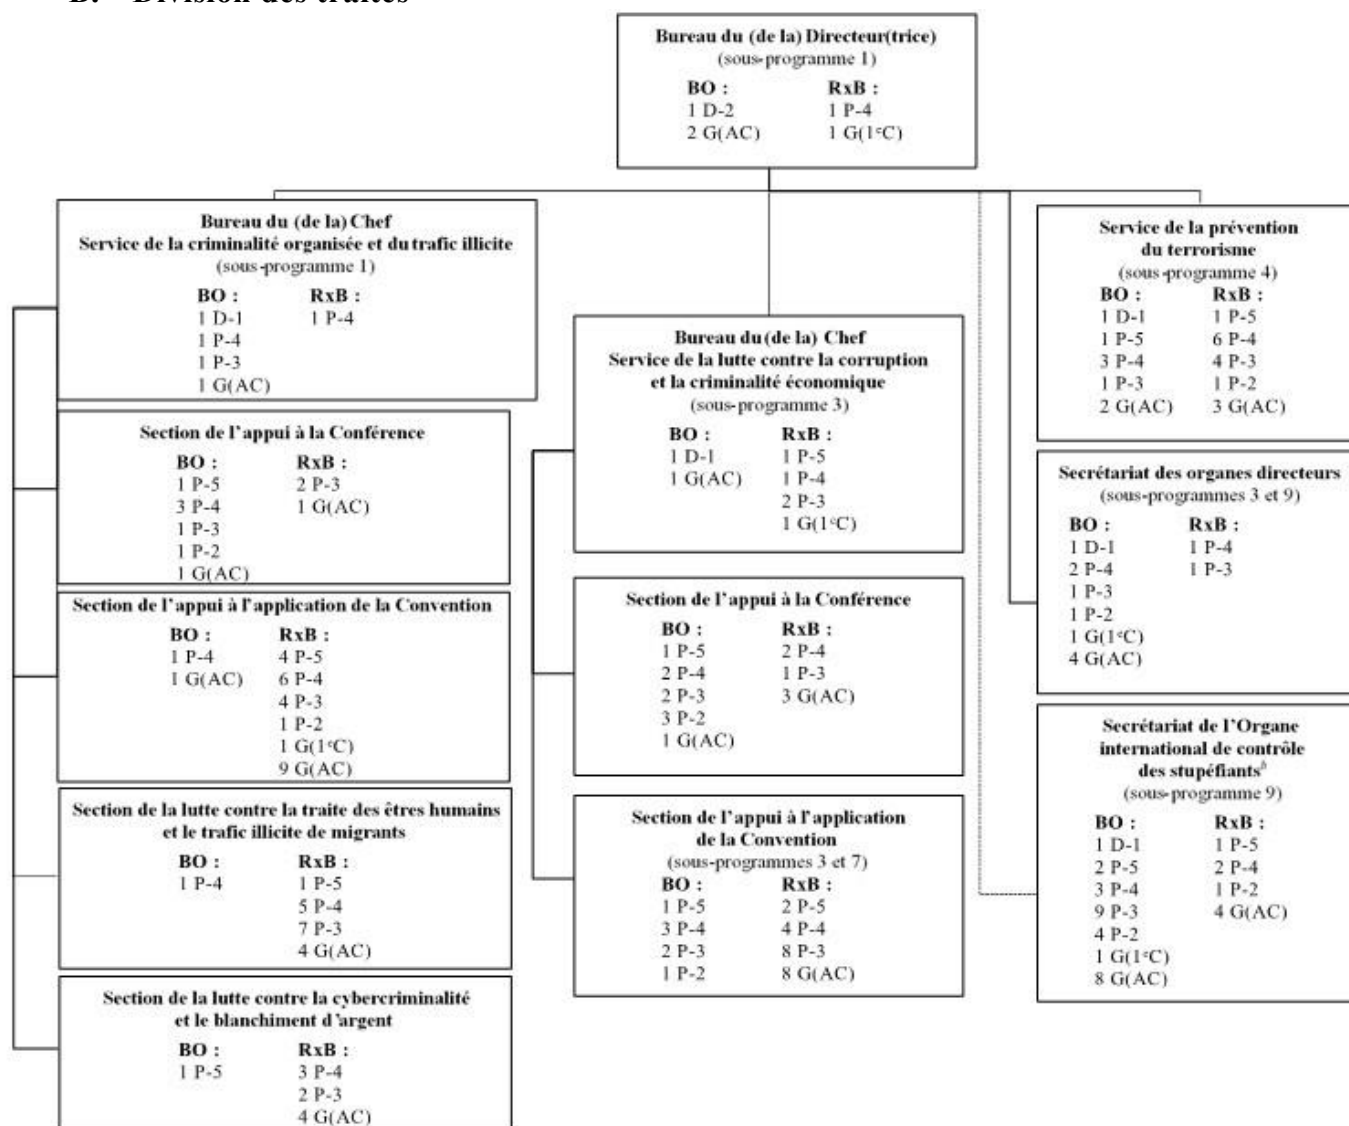 B. Division des traités
Bureau du (de la) Directeur(trice)
(sous-programme 1)
BO : RxB :
1 D-2 1 P-4
2 G(AC) 1 G(1ᵉC)
Bureau du (de la) Chef
Service de la criminalité organisée et du trafic illicite
(sous-programme 1)
BO : RxB :
1 D-1 1 P-4
1 P-4
1 P-3
1 G(AC)
Section de l'appui à la Conférence
BO : RxB :
1 P-5 2 P-3
3 P-4 1 G(AC)
1 P-3
1 P-2
1 G(AC)
Section de l'appui à l'application de la Convention
BO : RxB :
1 P-4 4 P-5
1 G(AC) 6 P-4
4 P-3
1 P-2
1 G(1ᵉC)
9 G(AC)
Section de la lutte contre la traite des êtres humains
et le trafic illicite de migrants
BO : RxB :
1 P-4 1 P-5
5 P-4
7 P-3
4 G(AC)
Section de la lutte contre la cybercriminalité
et le blanchiment d'argent
BO : RxB :
1 P-5 3 P-4
2 P-3
4 G(AC)
Bureau du (de la) Chef
Service de la lutte contre la corruption
et la criminalité économique
(sous-programme 3)
BO : RxB :
1 D-1 1 P-5
1 G(AC) 1 P-4
2 P-3
1 G(1ᵉC)
Section de l'appui à la Conférence
BO : RxB :
1 P-5 2 P-4
2 P-4 1 P-3
2 P-3 3 G(AC)
3 P-2
1 G(AC)
Section de l'appui à l'application
de la Convention
(sous-programmes 3 et 7)
BO : RxB :
1 P-5 2 P-5
3 P-4 4 P-4
2 P-3 8 P-3
1 P-2 8 G(AC)
Service de la prévention
du terrorisme
(sous-programme 4)
BO : RxB :
1 D-1 1 P-5
1 P-5 6 P-4
3 P-4 4 P-3
1 P-3 1 P-2
2 G(AC) 3 G(AC)
Secrétariat des organes directeurs
(sous-programmes 3 et 9)
BO : RxB :
1 D-1 1 P-4
2 P-4 1 P-3
1 P-3
1 P-2
1 G(1ᵉC)
4 G(AC)
Secrétariat de l'Organe
international de contrôle
des stupéfiantsᵇ
(sous-programme 9)
BO : RxB :
1 D-1 1 P-5
2 P-5 2 P-4
3 P-4 1 P-2
9 P-3 4 G(AC)
4 P-2
1 G(1ᵉC)
8 G(AC)